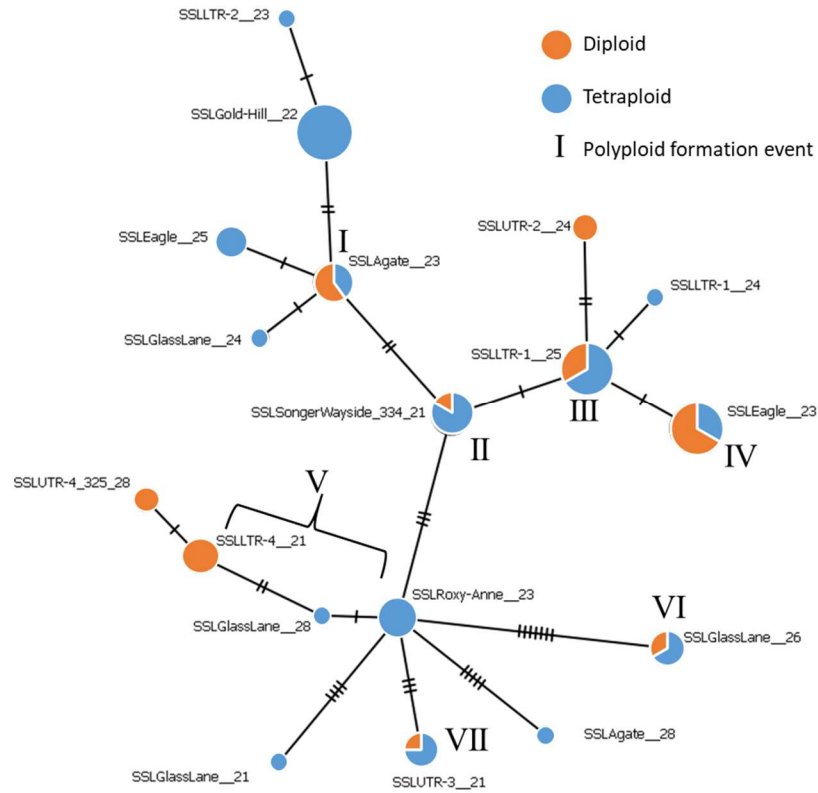 SSLLTR-2__23
Diploid
Tetraploid
SSLGold-Hill__22
I Polyploid formation event
SSLUTR-2__24
SSLEagle__25
I
SSLAgate__23
SSLLTR-1__24
SSLGlassLane__24
SSLLTR-1__25
SSLSongerWayside_334_21
III
SSLEagle__23
II
IV
SSLUTR-4_325_28
V
SSLLTR-4__21
SSLRoxy-Anne__23
VI
SSLGlassLane__28
SSLGlassLane__26
SSLAgate__28
VII
SSLGlassLane__21
SSLUTR-3__21